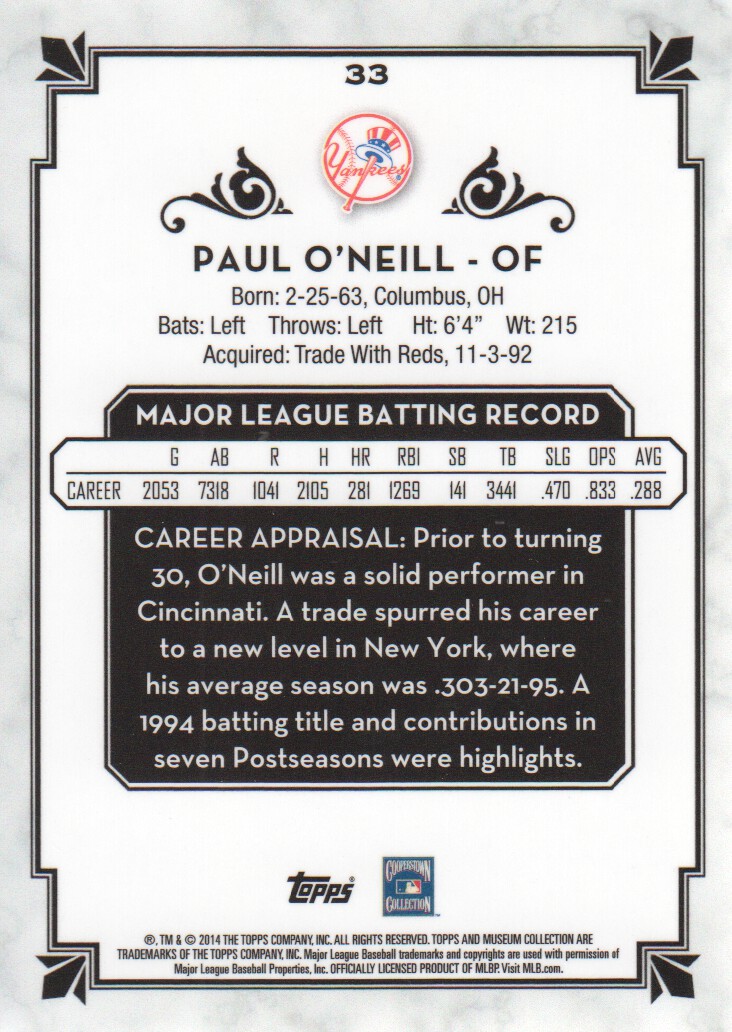 33
Yankees
PAUL O'NEILL - OF
Born: 2-25-63, Columbus, OH
Bats: Left Throws: Left Ht: 6'4" Wt: 215
Acquired: Trade With Reds, 11-3-92
MAJOR LEAGUE BATTING RECORD
G AB R H HR RBI SB TB SLG OPS AVG
CAREER 2053 7318 1041 2105 281 1269 141 3441 .470 .833 .288
CAREER APPRAISAL: Prior to turning
30, O'Neill was a solid performer in
Cincinnati. A trade spurred his career
to a new level in New York, where
his average season was .303-21-95. A
1994 batting title and contributions in
seven Postseasons were highlights.
Topps®
COOPERSTOWN
COLLECTION™
®, TM & © 2014 THE TOPPS COMPANY, INC. ALL RIGHTS RESERVED. TOPPS AND MUSEUM COLLECTION ARE
TRADEMARKS OF THE TOPPS COMPANY, INC. Major League Baseball trademarks and copyrights are used with permission of
Major League Baseball Properties, Inc. OFFICIALLY LICENSED PRODUCT OF MLBP. Visit MLB.com.